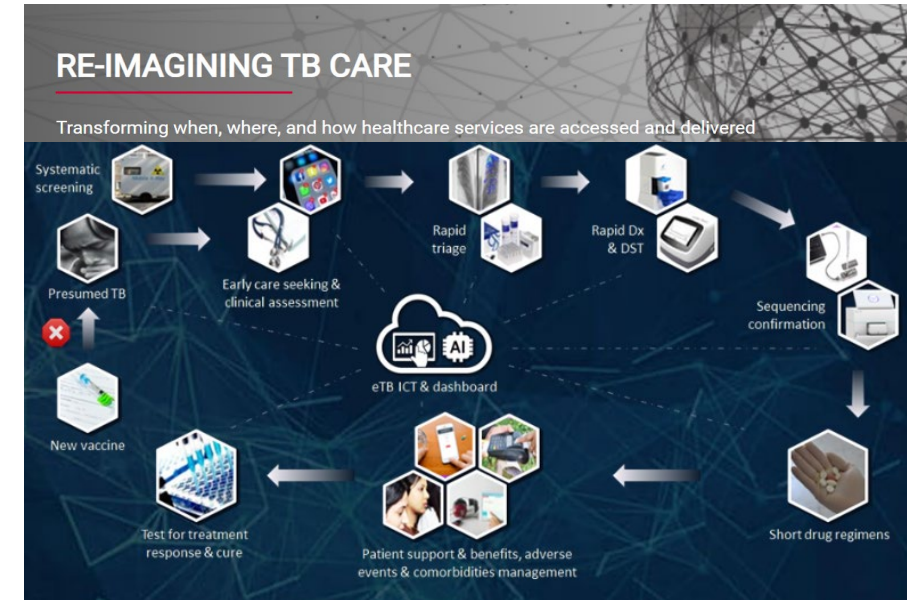 RE-IMAGINING TB CARE
Transforming when, where, and how healthcare services are accessed and delivered
Systematic
screening
Presumed TB
Early care seeking &
clinical assessment
Rapid
triage
Rapid Dx
& DST
Sequencing
confirmation
AI
eTB ICT & dashboard
New vaccine
Test for treatment
response & cure
Patient support & benefits, adverse
events & comorbidities management
Short drug regimens